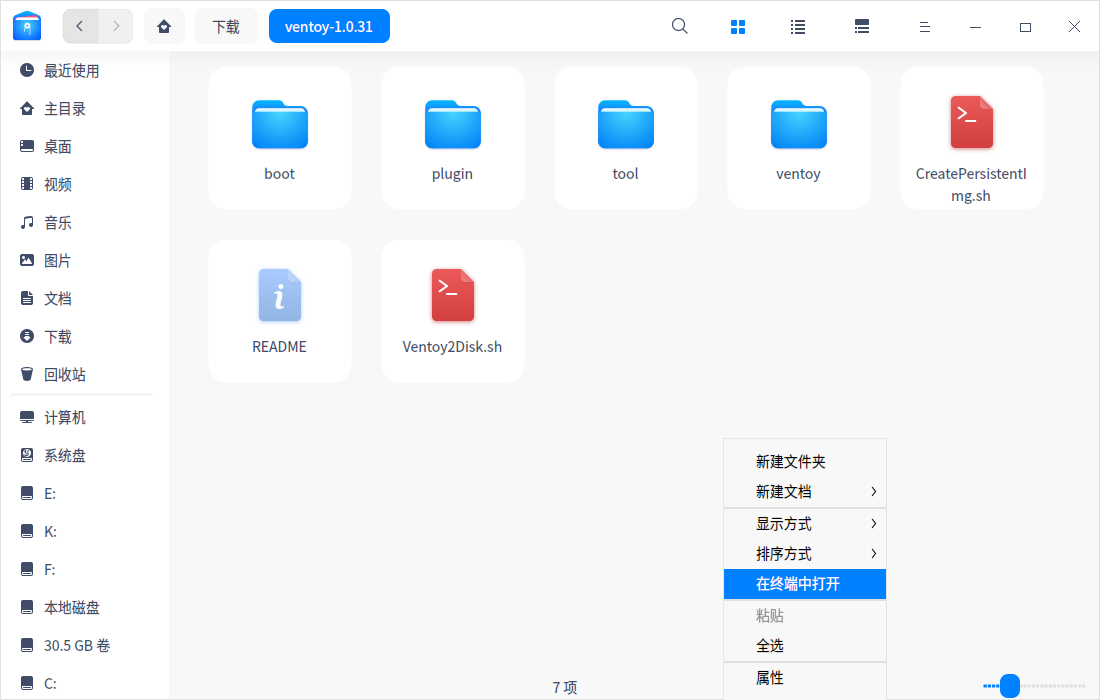 下载
ventoy-1.0.31
最近使用
主目录
桌面
视频
音乐
图片
文档
下载
回收站
计算机
系统盘
E:
K:
F:
本地磁盘
30.5 GB 卷
C:
boot
plugin
tool
ventoy
CreatePersistentI
mg.sh
README
Ventoy2Disk.sh
新建文件夹
新建文档
显示方式
排序方式
在终端中打开
粘贴
全选
属性
7 项